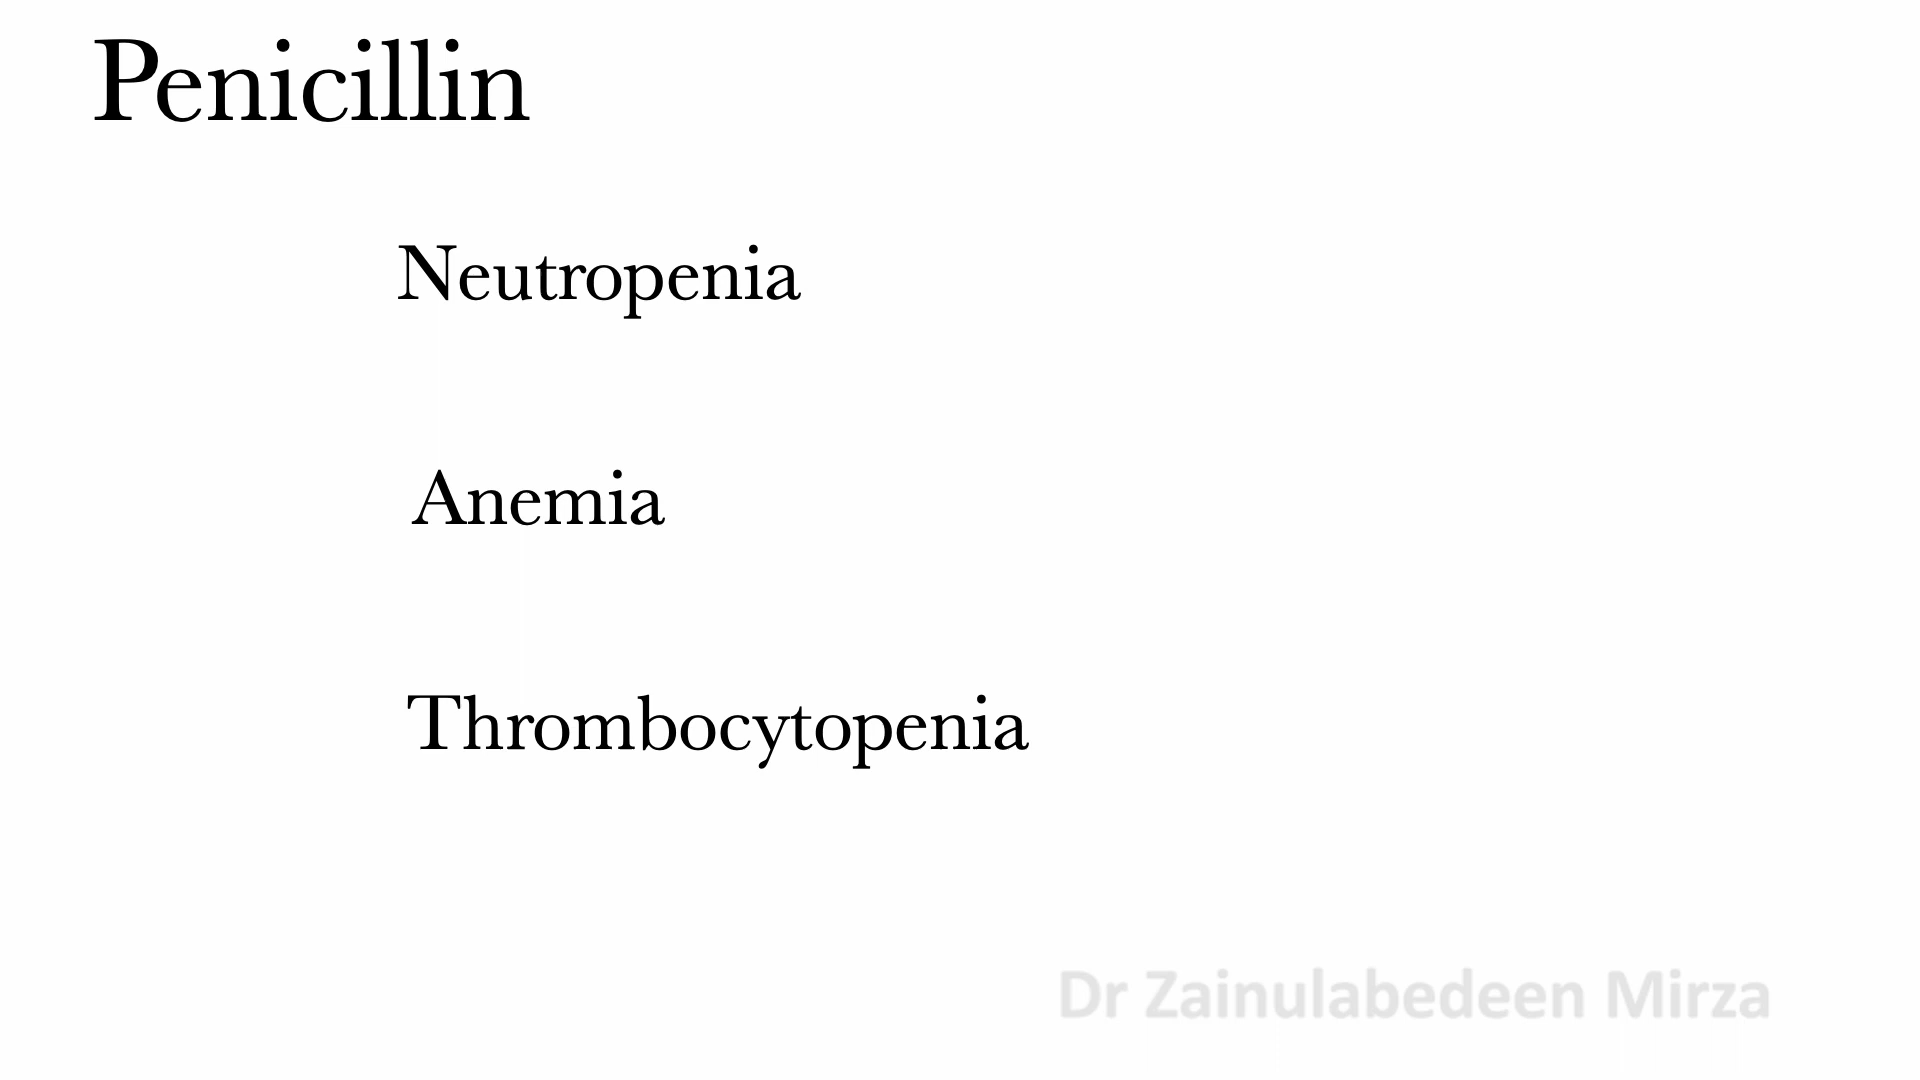 Penicillin
Neutropenia
Anemia
Thrombocytopenia
Dr Zainulabedeen Mirza